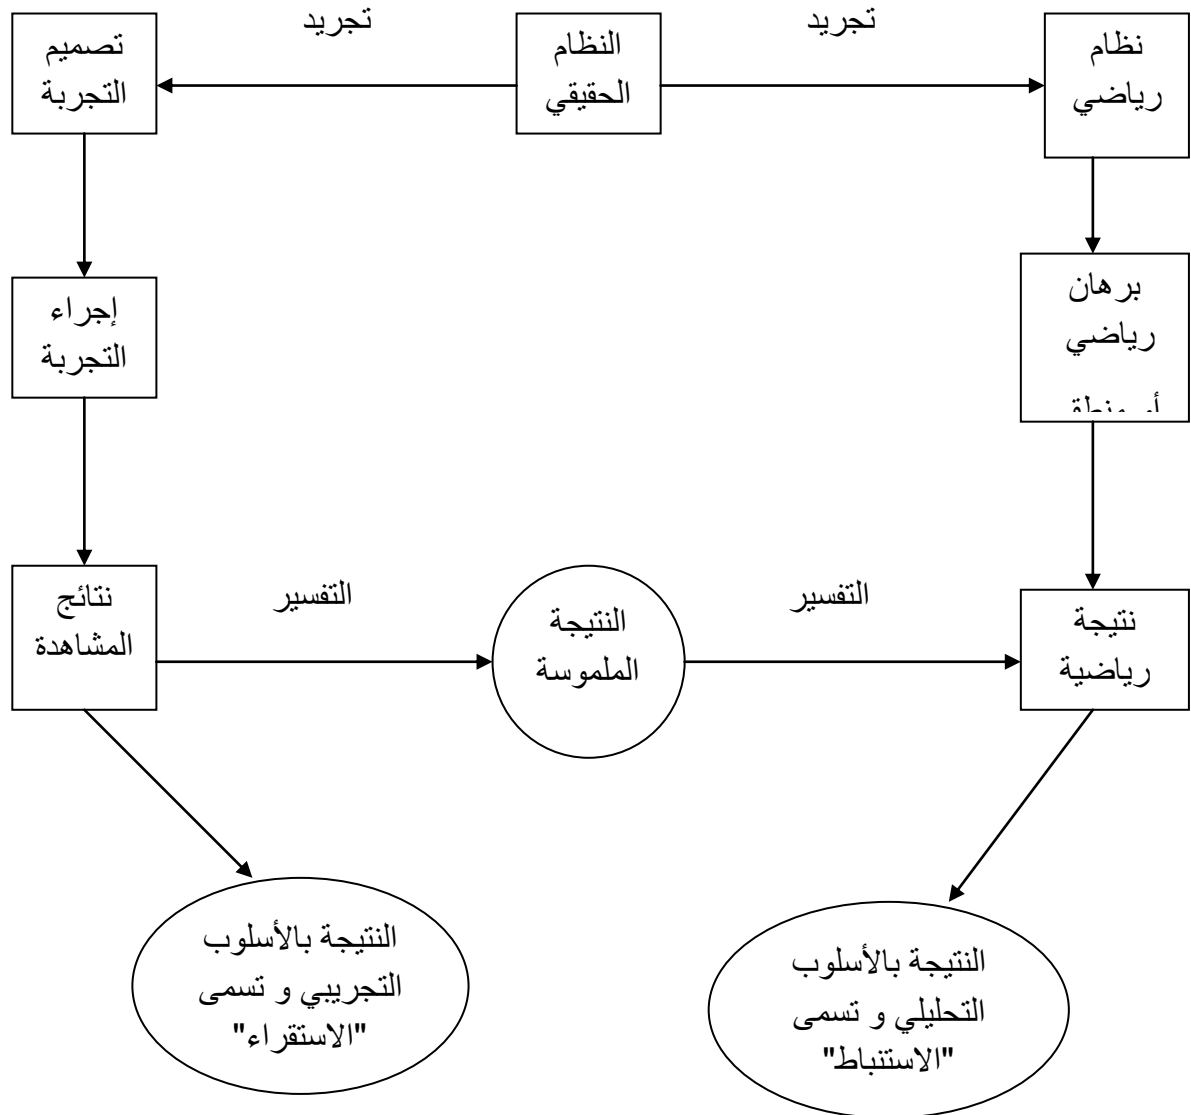 تجريد
تجريد
نظام
رياضي
النظام
الحقيقي
تصميم
التجربة
برهان
رياضي
إجراء
التجربة
التفسير
التفسير
نتيجة
رياضية
النتيجة
الملموسة
نتائج
المشاهدة
النتيجة بالأسلوب
التحليلي و تسمى
"الاستنباط"
النتيجة بالأسلوب
التجريبي و تسمى
"الاستقراء"